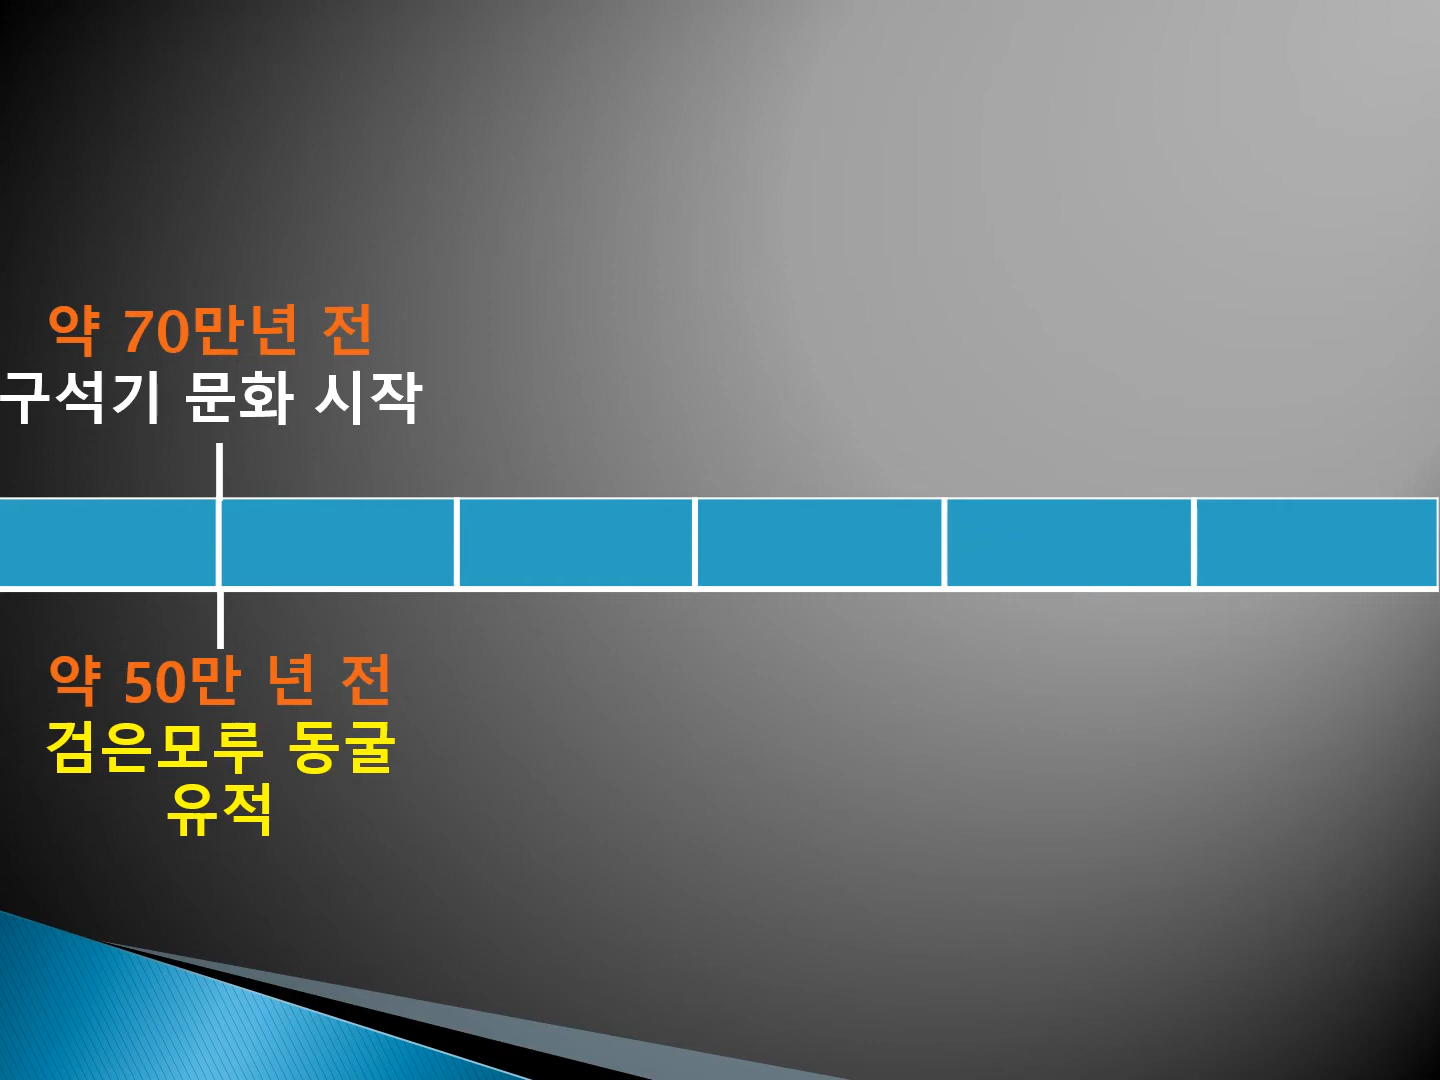 약 70만년 전
구석기 문화 시작
약 50만 년 전
검은모루 동굴
유적